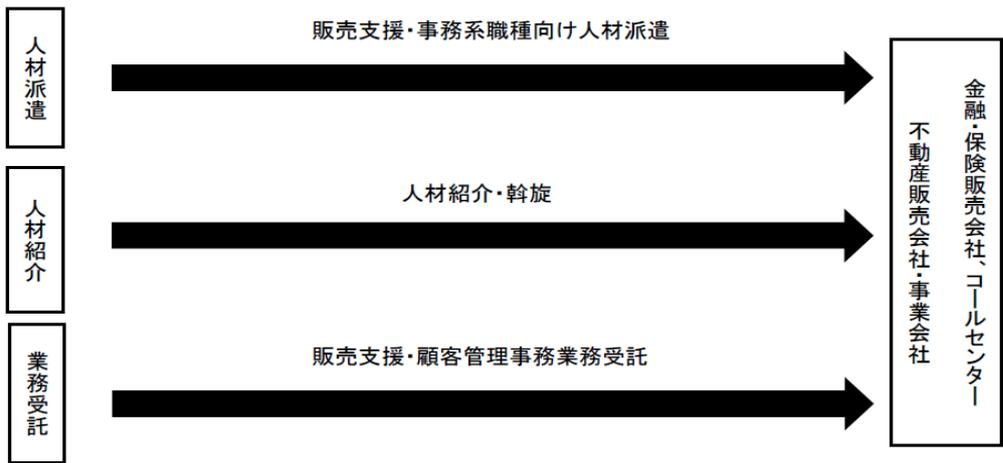 人材派遣
販売支援・事務系職種向け人材派遣
人材紹介
人材紹介・斡旋
業務受託
販売支援・顧客管理事務業務受託
金融・保険販売会社、コールセンター
不動産販売会社・事業会社